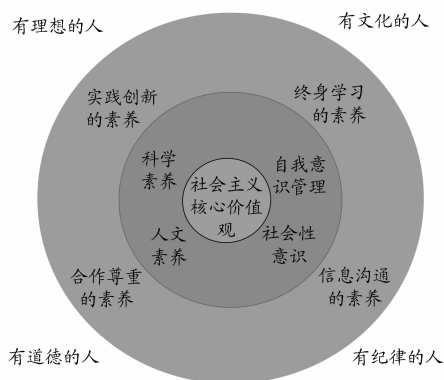 有理想的人
有文化的人
实践创新
的素养
终身学习
的素养
科学
素养
自我意
识管理
社会主义
核心价值
观
人文
素养
社会性
意识
合作尊重
的素养
信息沟通
的素养
有道德的人
有纪律的人